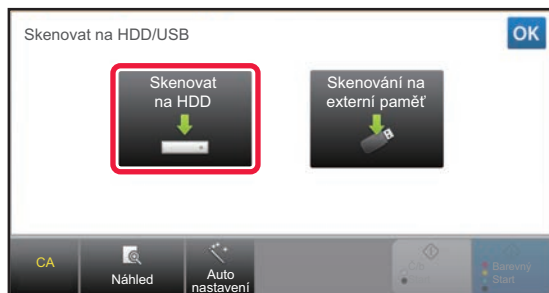 Skenovat na HDD/USB
OK
Skenovat
na HDD
Skenování na
externí paměť
CA
Náhled
Auto
nastavení
Barevný
Start